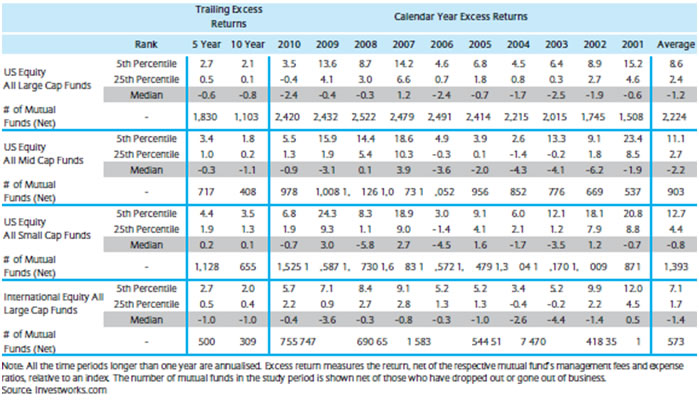 Trailing Excess Returns Calendar Year Excess Returns
Rank 5 Year 10 Year 2010 2009 2008 2007 2006 2005 2004 2003 2002 2001 Average
US Equity All Large Cap Funds
5th Percentile 2.7 2.1 3.5 13.6 8.7 14.2 4.6 6.8 4.5 6.4 8.9 15.2 8.6
25th Percentile 0.5 0.1 -0.4 4.1 3.0 6.6 0.7 1.8 0.8 0.3 2.7 4.6 2.4
Median -0.6 -0.8 -2.4 -0.4 -0.3 1.2 -2.4 -0.7 -1.7 -2.5 -1.9 -0.6 -1.2
# of Mutual Funds (Net) - 1,830 1,103 2,420 2,432 2,522 2,479 2,491 2,414 2,215 2,015 1,745 1,508 2,224
US Equity All Mid Cap Funds
5th Percentile 3.4 1.8 5.5 15.9 14.4 18.6 4.9 3.9 2.6 13.3 9.1 23.4 11.1
25th Percentile 1.0 0.2 1.3 1.9 5.4 10.3 -0.3 0.1 -1.4 -0.2 1.8 8.5 2.7
Median -0.3 -1.1 -0.9 -3.1 0.1 3.9 -3.6 -2.0 -4.3 -4.1 -6.2 -1.9 -2.2
# of Mutual Funds (Net) - 717 408 978 1,008 1, 126 1,0 73 1 ,052 956 852 776 669 537 903
US Equity All Small Cap Funds
5th Percentile 4.4 3.5 6.8 24.3 8.3 18.9 3.0 9.1 6.0 12.1 18.1 20.8 12.7
25th Percentile 1.9 1.3 1.9 9.3 1.1 9.0 -1.4 4.1 2.1 1.2 7.9 8.8 4.4
Median 0.2 0.1 -0.7 3.0 -5.8 2.7 -4.5 1.6 -1.7 -3.5 1.2 -0.7 -0.8
# of Mutual Funds (Net) - 1,128 655 1,525 1 ,587 1, 730 1,6 83 1 ,572 1, 479 1,3 04 1 ,170 1, 009 871 1,393
International Equity All Large Cap Funds
5th Percentile 2.7 2.0 5.7 7.1 8.4 9.1 5.2 5.2 3.4 5.2 9.9 12.0 7.1
25th Percentile 0.5 0.4 2.2 0.9 2.7 2.8 1.3 1.3 -0.4 -0.2 2.2 4.5 1.7
Median -1.0 -1.0 -0.4 -3.6 -0.3 -0.8 -0.3 -1.0 -2.6 -4.4 -1.4 0.5 -1.4
# of Mutual Funds (Net) - 500 309 755 747 690 65 1 583 544 51 7 470 418 35 1 573
Note: All the time periods longer than one year are annualised. Excess return measures the return, net of the respective mutual fund's management fees and expense
ratios, relative to an index. The number of mutual funds in the study period is shown net of those who have dropped out or gone out of business.
Source: Investworks.com